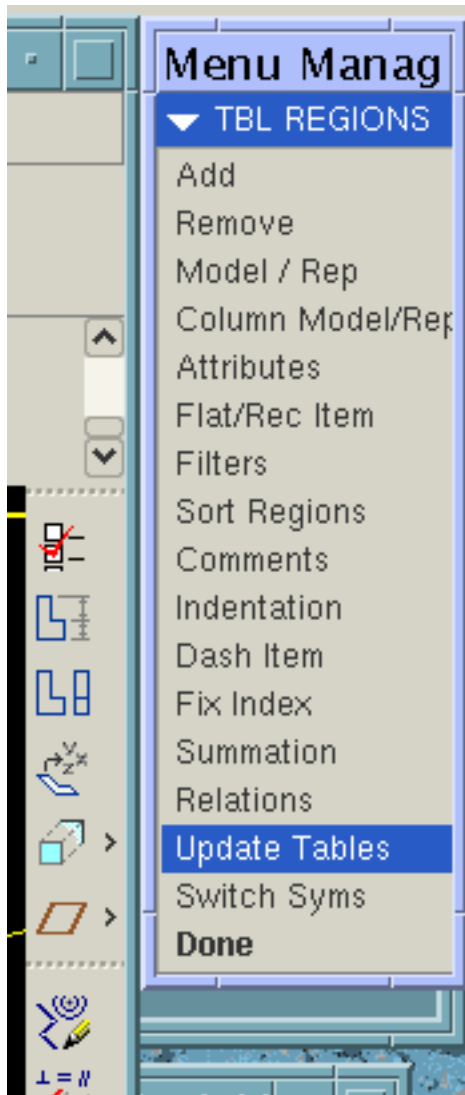 Menu Manag
TBL REGIONS
Add
Remove
Model / Rep
Column Model/Rep
Attributes
Flat/Rec Item
Filters
Sort Regions
Comments
Indentation
Dash Item
Fix Index
Summation
Relations
Update Tables
Switch Syms
Done